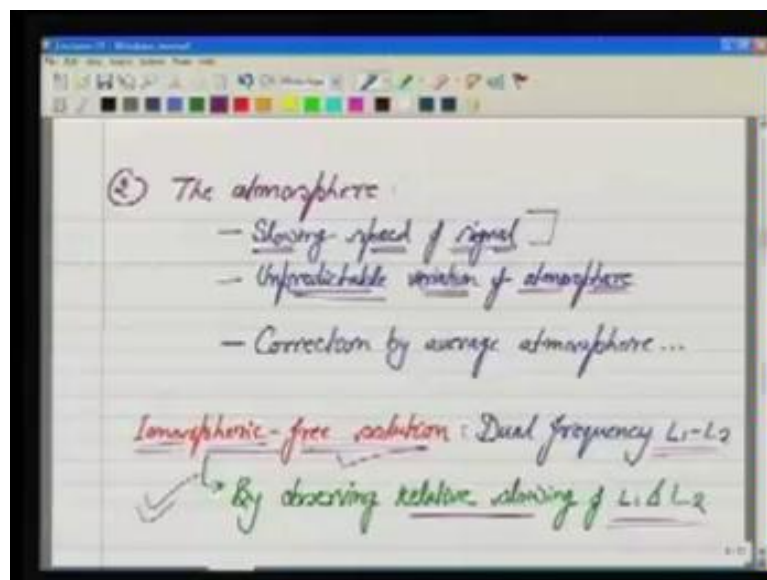 ② The atmosphere:
— Slowing speed of signal
— Unpredictable variation of atmosphere
— Correction by average atmosphere...
Ionospheric-free solution : Dual frequency L1-L2
By observing relative slowing of L1 & L2